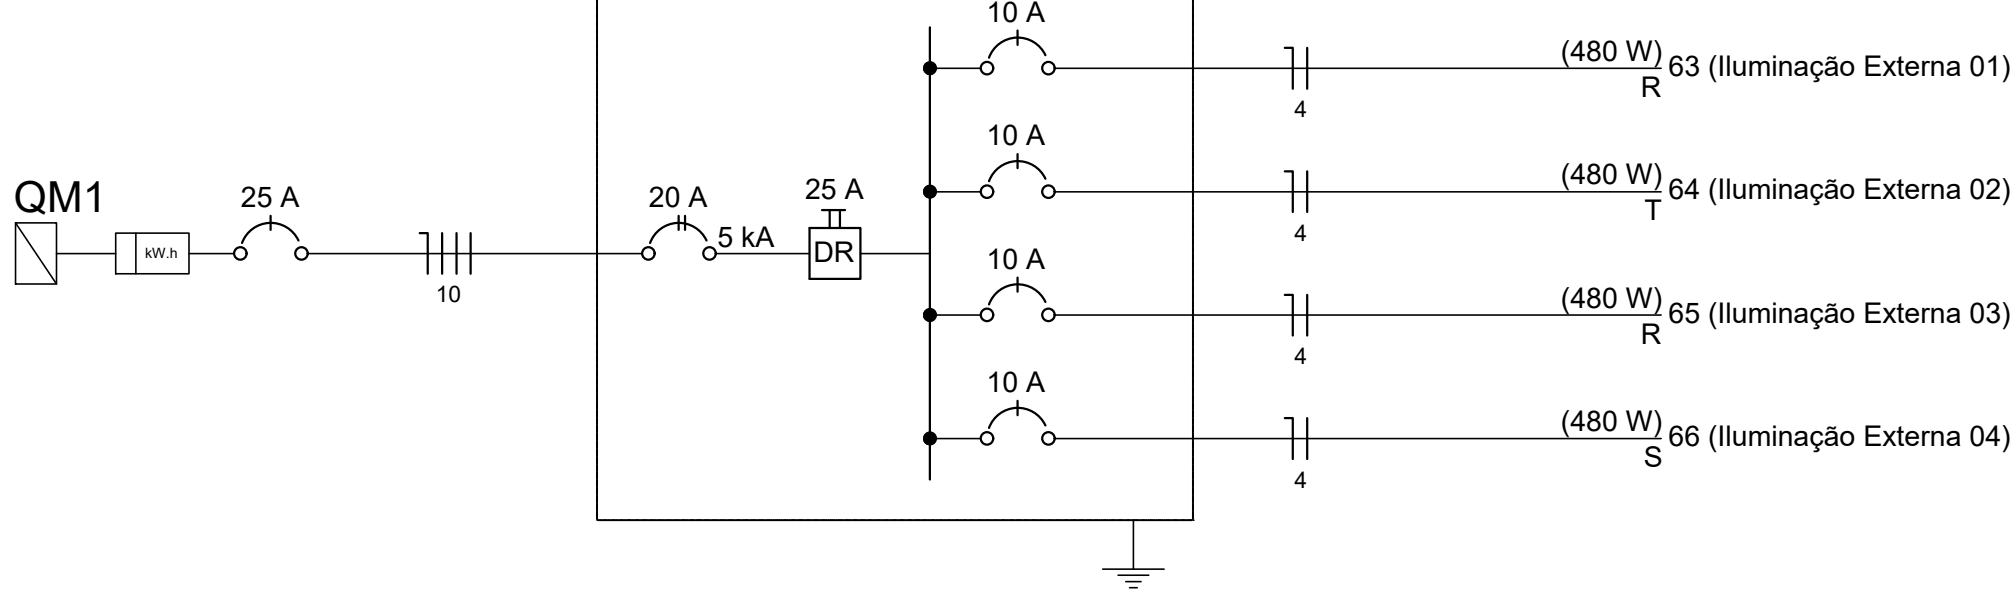 10 A
(480 W)
63 (Iluminação Externa 01)
R
4
10 A
(480 W)
64 (Iluminação Externa 02)
T
4
QM1
25 A
kW.h
10
20 A
5 kA
25 A
DR
10 A
(480 W)
65 (Iluminação Externa 03)
R
4
10 A
(480 W)
66 (Iluminação Externa 04)
S
4